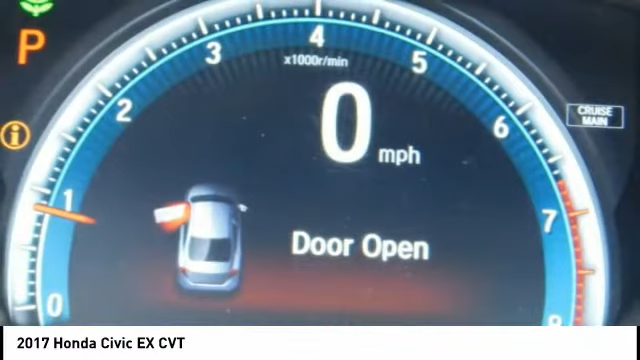 4
3
5
x1000r/min
P
2
0
CRUISE
MAIN
6
mph
1
7
Door Open
0
8
2017 Honda Civic EX CVT